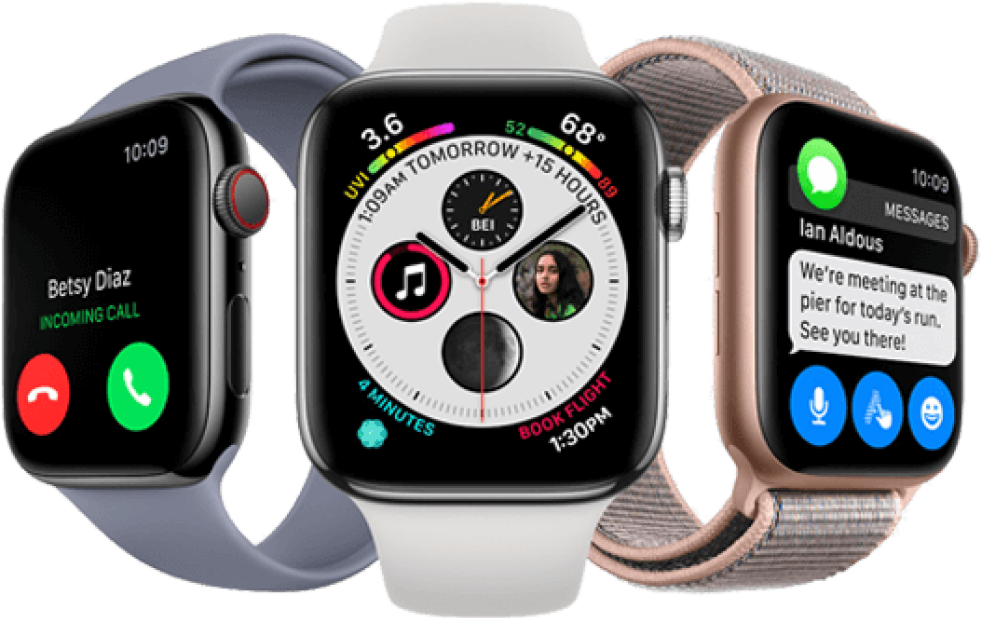 10:09
Betsy Diaz
INCOMING CALL
3.6
UVI
52
68°
89
1:09AM TOMORROW +15 HOURS
BEI
4 MINUTES
BOOK FLIGHT
1:30PM
10:09
MESSAGES
Ian Aldous
We're meeting at the
pier for today's run.
See you there!